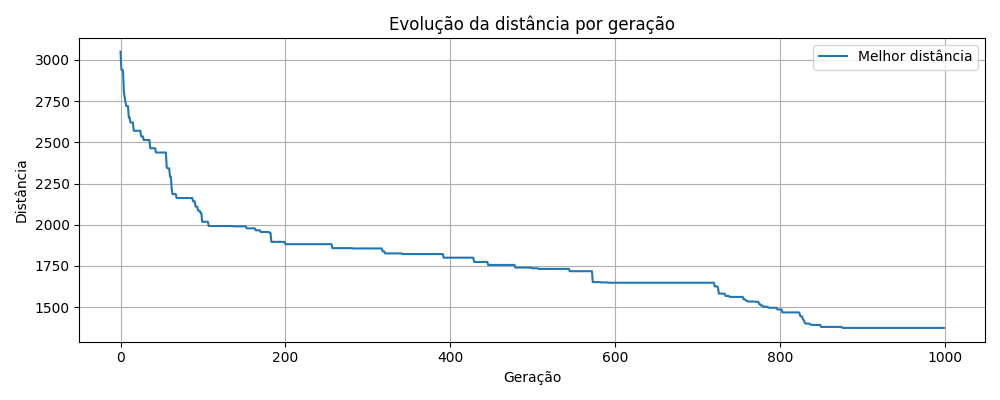 Evolução da distância por geração
Melhor distância
3000
2750
2500
2250
2000
1750
1500
Distância
0 200 400 600 800 1000
Geração